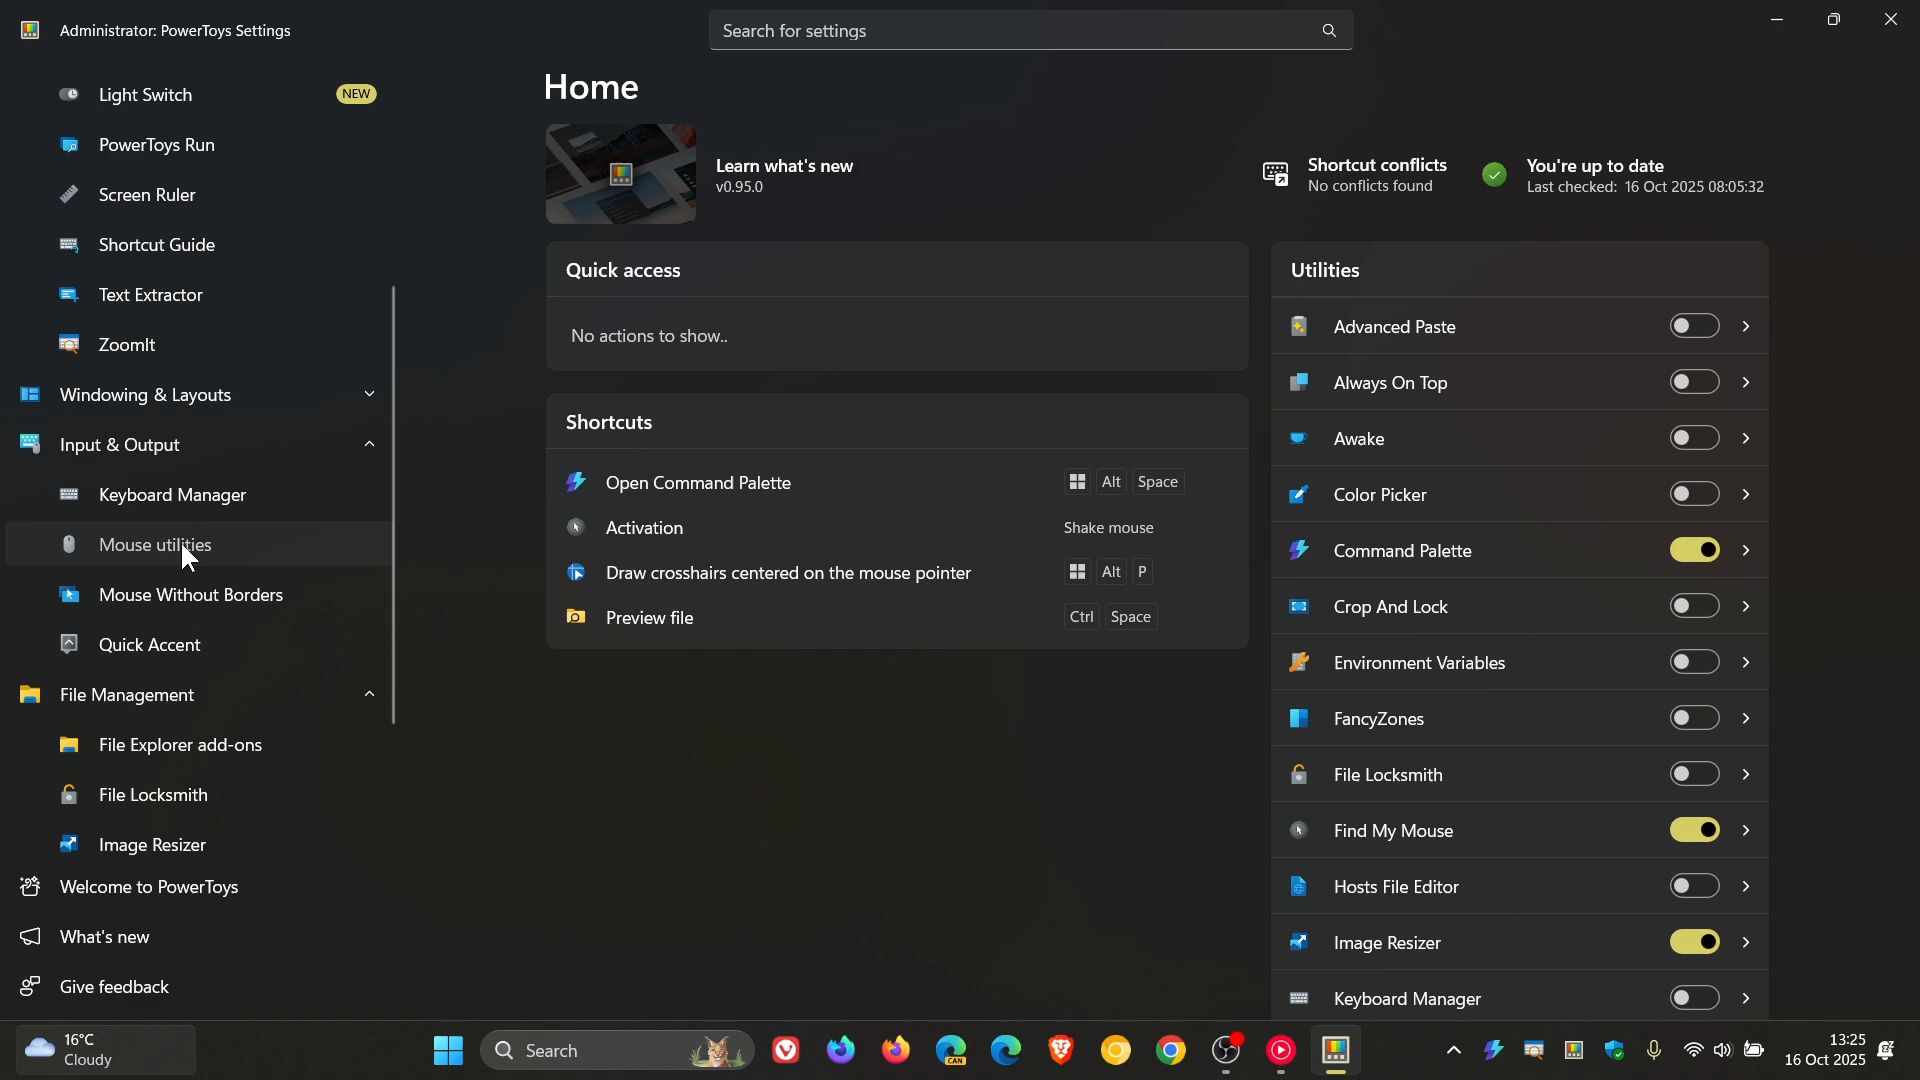 Administrator: PowerToys Settings
Search for settings
Light Switch
NEW
PowerToys Run
Screen Ruler
Shortcut Guide
Text Extractor
ZoomIt
Windowing & Layouts
Input & Output
Keyboard Manager
Mouse utilities
Mouse Without Borders
Quick Accent
File Management
File Explorer add-ons
File Locksmith
Image Resizer
Welcome to PowerToys
What's new
Give feedback
Home
Learn what's new
v0.95.0
Shortcut conflicts
No conflicts found
You're up to date
Last checked: 16 Oct 2025 08:05:32
Quick access
No actions to show..
Shortcuts
Open Command Palette Alt Space
Activation Shake mouse
Draw crosshairs centered on the mouse pointer Alt P
Preview file Ctrl Space
Utilities
Advanced Paste
Always On Top
Awake
Color Picker
Command Palette
Crop And Lock
Environment Variables
FancyZones
File Locksmith
Find My Mouse
Hosts File Editor
Image Resizer
Keyboard Manager
16°C
Cloudy
Search
CAN
13:25
16 Oct 2025